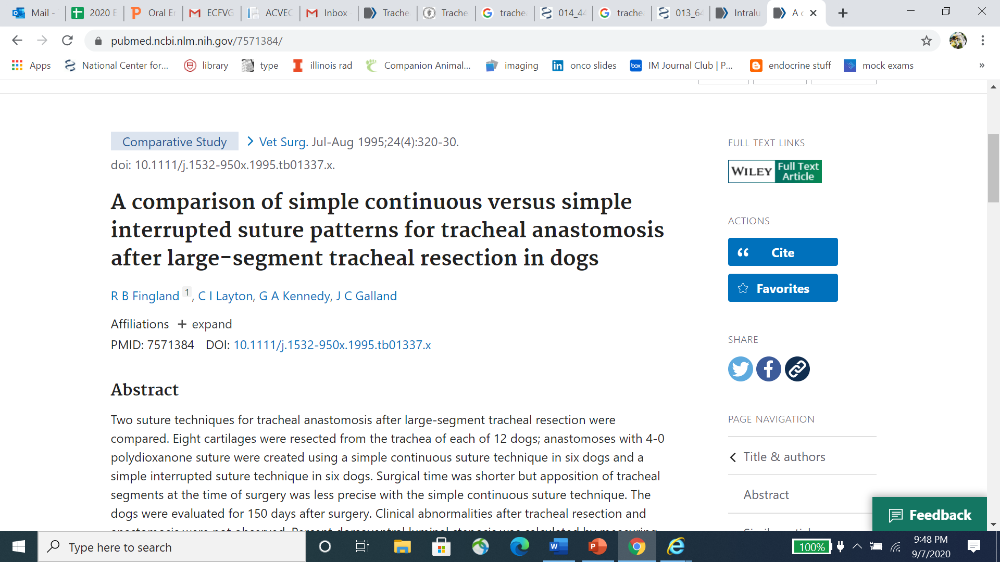 Mail -
2020 E
Oral Er
ECFVG
ACVEC
Inbox
Trache
Trache
trache
014_44
trache
013_64
Intralu
A c
pubmed.ncbi.nlm.nih.gov/7571384/
Apps
National Center for...
library
type
illinois rad
Companion Animal...
imaging
in
onco slides
box
IM Journal Club | P...
endocrine stuff
mock exams
»
Comparative Study
> Vet Surg. Jul-Aug 1995;24(4):320-30.
doi: 10.1111/j.1532-950x.1995.tb01337.x.
A comparison of simple continuous versus simple
interrupted suture patterns for tracheal anastomosis
after large-segment tracheal resection in dogs
R B Fingland 1, C I Layton, G A Kennedy, J C Galland
Affiliations + expand
PMID: 7571384 DOI: 10.1111/j.1532-950x.1995.tb01337.x
Abstract
Two suture techniques for tracheal anastomosis after large-segment tracheal resection were
compared. Eight cartilages were resected from the trachea of each of 12 dogs; anastomoses with 4-0
polydioxanone suture were created using a simple continuous suture technique in six dogs and a
simple interrupted suture technique in six dogs. Surgical time was shorter but apposition of tracheal
segments at the time of surgery was less precise with the simple continuous suture technique. The
dogs were evaluated for 150 days after surgery. Clinical abnormalities after tracheal resection and
FULL TEXT LINKS
WILEY Full Text
Article
ACTIONS
Cite
Favorites
SHARE
PAGE NAVIGATION
Title & authors
Abstract
Feedback
Type here to search
100%
9:48 PM
9/7/2020